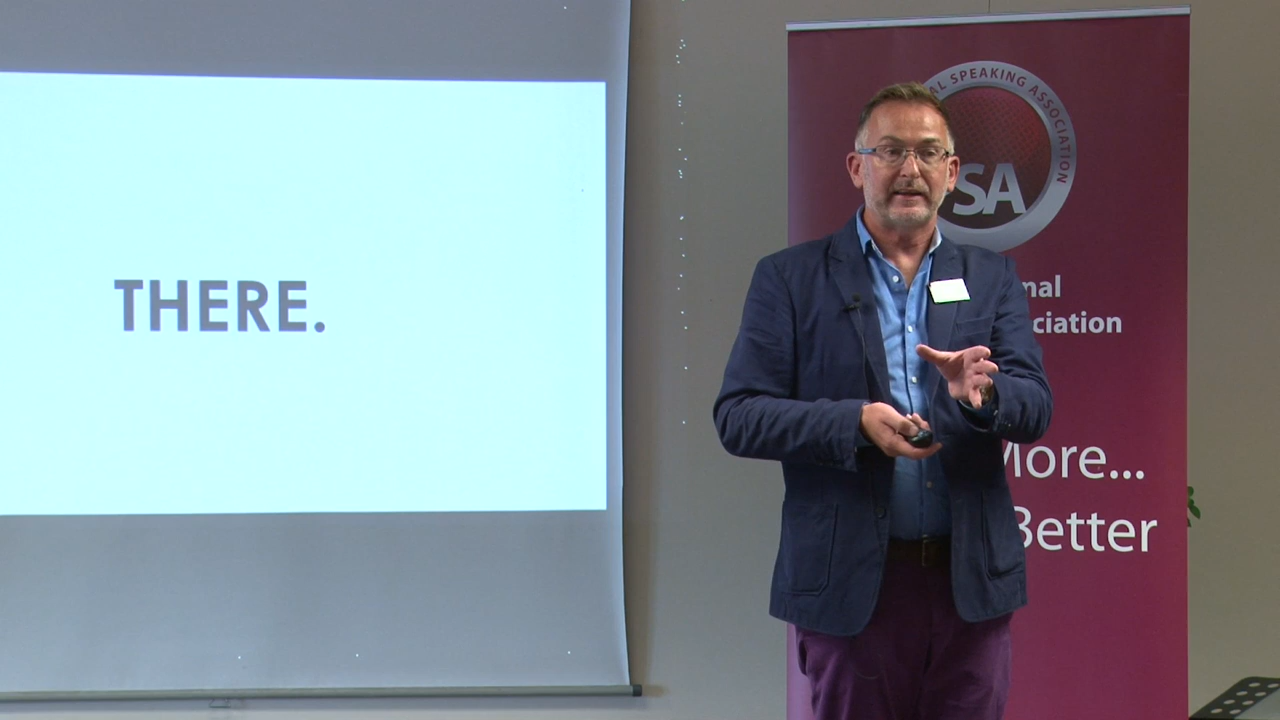 THERE.
AL SPEAKING ASSOCIATION
SA
nal
ciation
More...
Better